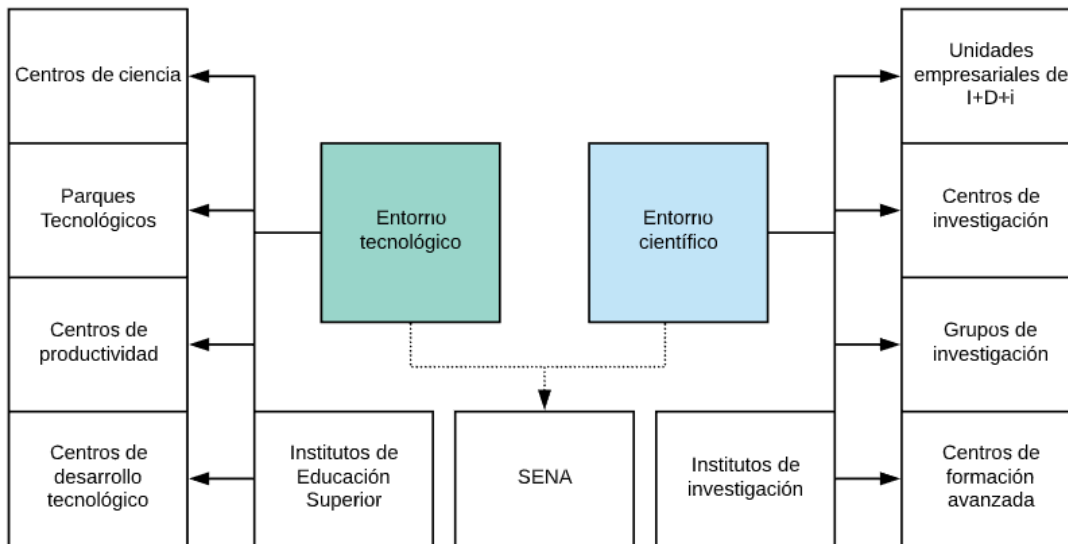 Centros de ciencia
Parques
Tecnológicos
Centros de
productividad
Centros de
desarrollo
tecnológico
Entorno
tecnológico
Institutos de
Educación
Superior
SENA
Entorno
científico
Institutos de
investigación
Unidades
empresariales de
I+D+i
Centros de
investigación
Grupos de
investigación
Centros de
formación
avanzada